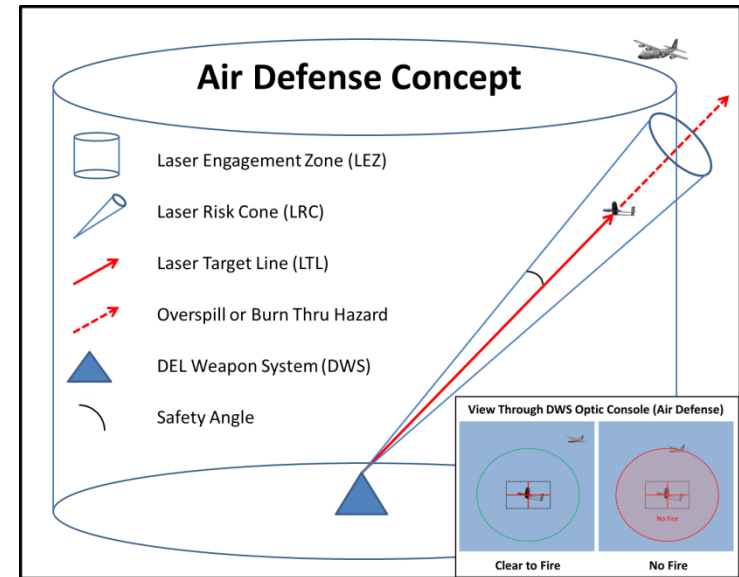 Air Defense Concept
Laser Engagement Zone (LEZ)
Laser Risk Cone (LRC)
Laser Target Line (LTL)
Overspill or Burn Thru Hazard
DEL Weapon System (DWS)
Safety Angle
View Through DWS Optic Console (Air Defense)
No Fire
Clear to Fire
No Fire